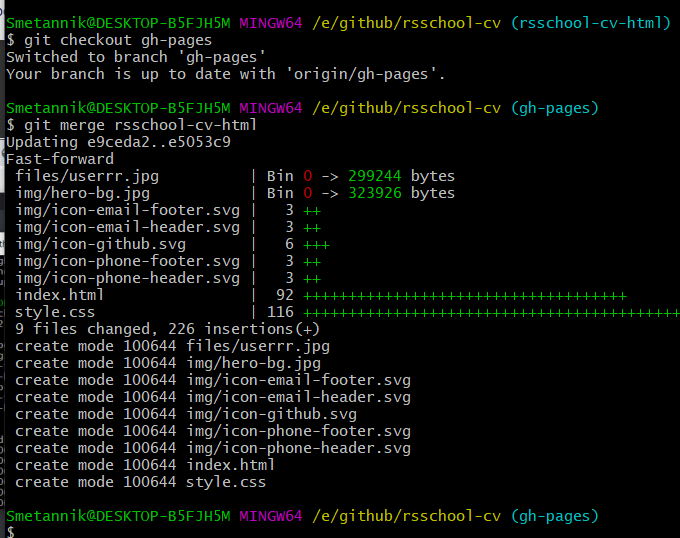 Smetannik@DESKTOP-B5FJH5M MINGW64 /e/github/rsschool-cv (rsschool-cv-html)
$ git checkout gh-pages
Switched to branch 'gh-pages'
Your branch is up to date with 'origin/gh-pages'.
Smetannik@DESKTOP-B5FJH5M MINGW64 /e/github/rsschool-cv (gh-pages)
$ git merge rsschool-cv-html
Updating e9ceda2..e5053c9
Fast-forward
files/userrr.jpg | Bin 0 -> 299244 bytes
img/hero-bg.jpg | Bin 0 -> 323926 bytes
img/icon-email-footer.svg | 3 ++
img/icon-email-header.svg | 3 ++
img/icon-github.svg | 6 +++
img/icon-phone-footer.svg | 3 ++
img/icon-phone-header.svg | 3 ++
index.html | 92 ++++++++++++++++++++++++++++++++++++
style.css | 116 ++++++++++++++++++++++++++++++++++++++++++
9 files changed, 226 insertions(+)
create mode 100644 files/userrr.jpg
create mode 100644 img/hero-bg.jpg
create mode 100644 img/icon-email-footer.svg
create mode 100644 img/icon-email-header.svg
create mode 100644 img/icon-github.svg
create mode 100644 img/icon-phone-footer.svg
create mode 100644 img/icon-phone-header.svg
create mode 100644 index.html
create mode 100644 style.css
Smetannik@DESKTOP-B5FJH5M MINGW64 /e/github/rsschool-cv (gh-pages)
$